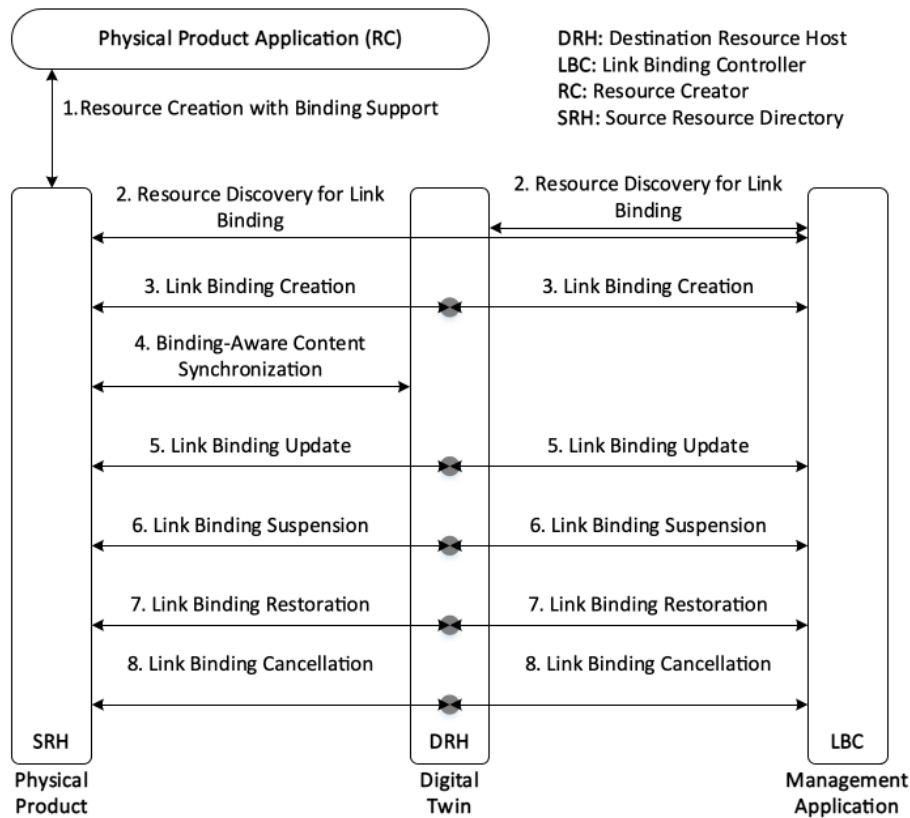 Physical Product Application (RC)
DRH: Destination Resource Host
LBC: Link Binding Controller
RC: Resource Creator
SRH: Source Resource Directory
1.Resource Creation with Binding Support
2. Resource Discovery for Link
Binding
2. Resource Discovery for Link
Binding
3. Link Binding Creation
3. Link Binding Creation
4. Binding-Aware Content
Synchronization
5. Link Binding Update
5. Link Binding Update
6. Link Binding Suspension
6. Link Binding Suspension
7. Link Binding Restoration
7. Link Binding Restoration
8. Link Binding Cancellation
8. Link Binding Cancellation
SRH
DRH
LBC
Physical
Product
Digital
Twin
Management
Application